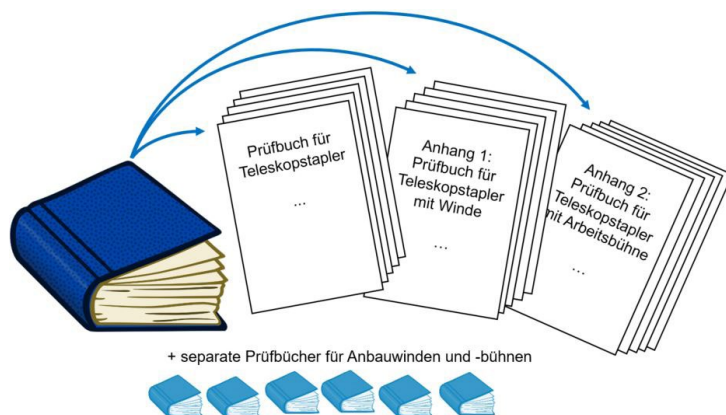 Prüfbuch für
Teleskopstapler
...
Anhang 1:
Prüfbuch für
Teleskopstapler
mit Winde
...
Anhang 2:
Prüfbuch für
Teleskopstapler
mit Arbeitsbühne
...
+ separate Prüfbücher für Anbauwinden und -bühnen